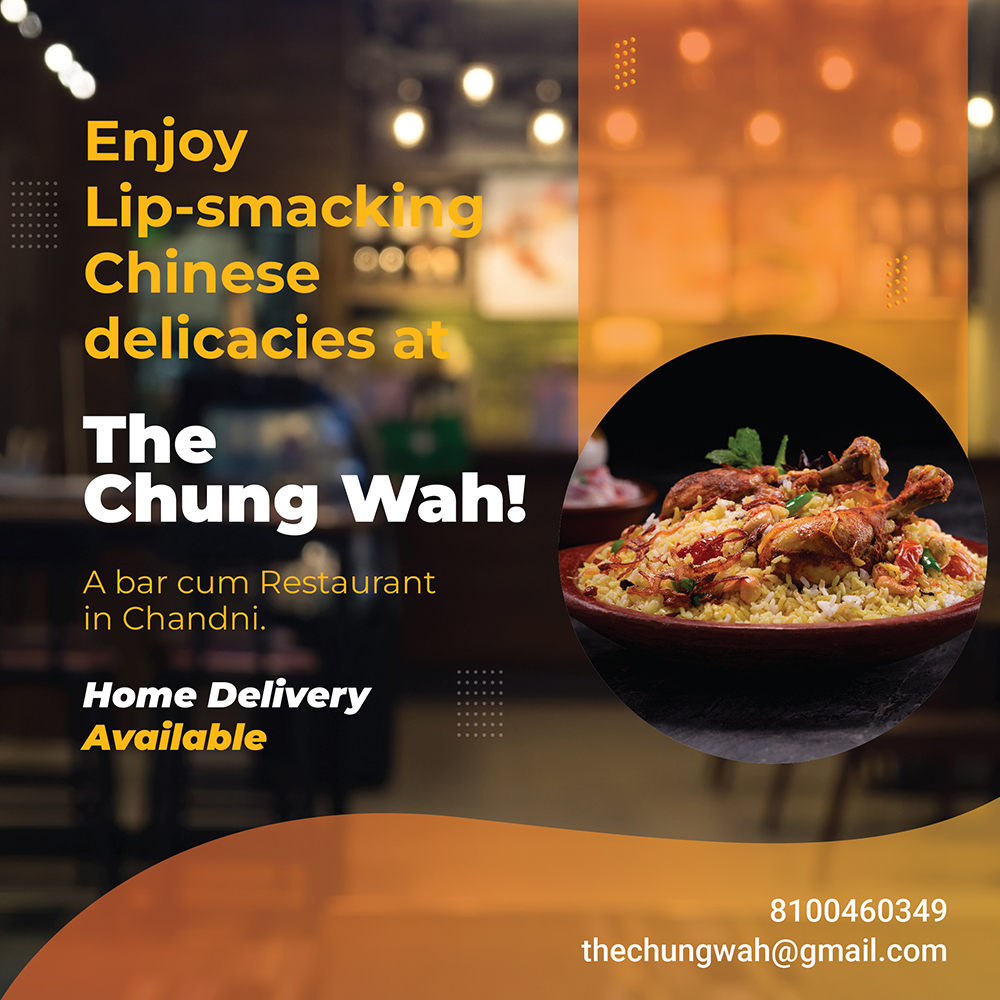 Enjoy
Lip-smacking
Chinese
delicacies at
The
Chung Wah!
A bar cum Restaurant
in Chandni.
Home Delivery
Available
8100460349
thechungwah@gmail.com